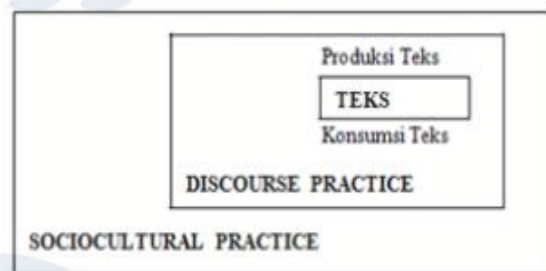 Produksi Teks
TEKS
Konsumsi Teks
DISCOURSE PRACTICE
SOCIOCULTURAL PRACTICE